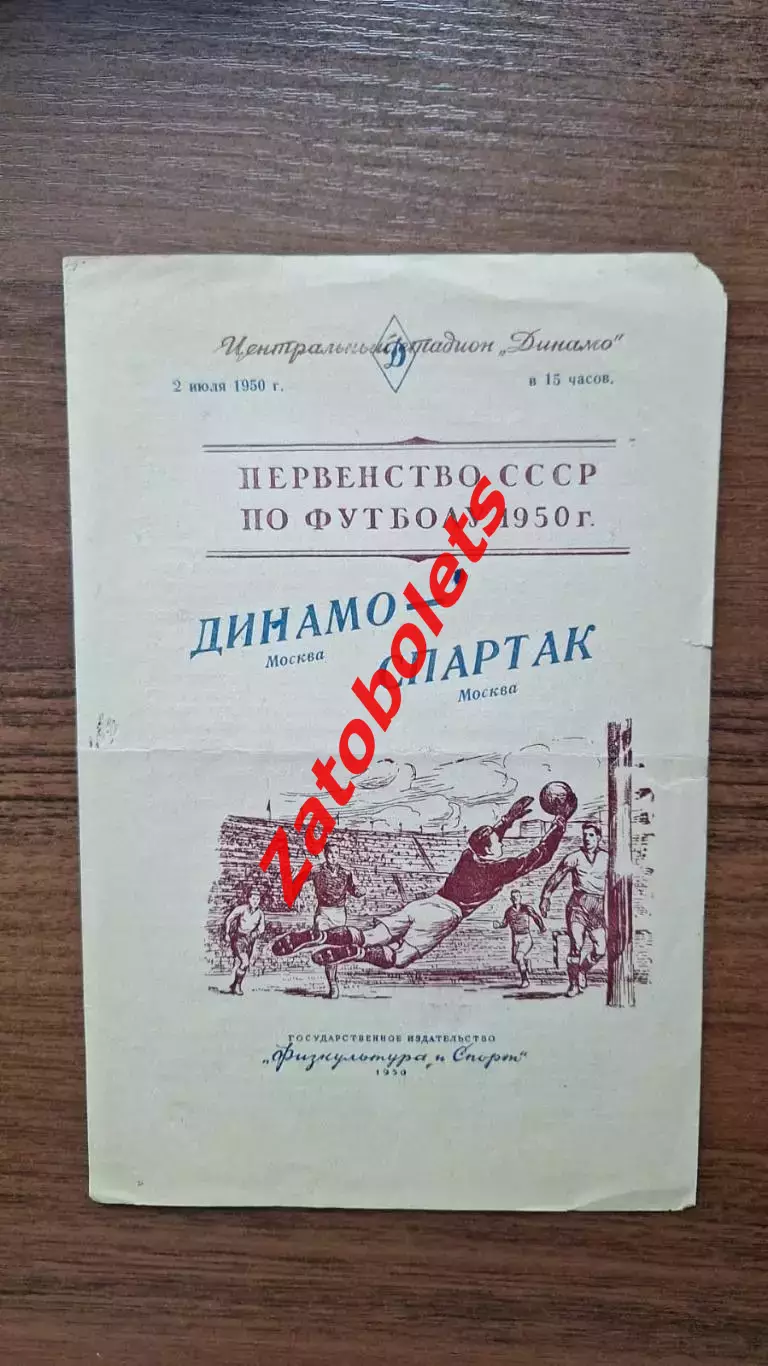 Центральный стадион „Динамо"
2 июля 1950 г.
в 15 часов.
ПЕРВЕНСТВО СССР
ПО ФУТБОЛУ 1950 г.
ДИНАМО —
Москва
СПАРТАК
Москва
Zatobolets
ГОСУДАРСТВЕННОЕ ИЗДАТЕЛЬСТВО
„Физкультура и Спорт"
1950